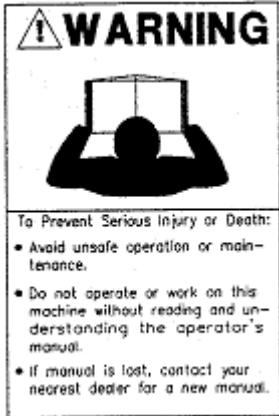 WARNING
To Prevent Serious Injury or Death:
• Avoid unsafe operation or main-
tenance.
• Do not operate or work on this
machine without reading and un-
derstanding the operator's
manual.
• If manual is lost, contact your
nearest dealer for a new manual.